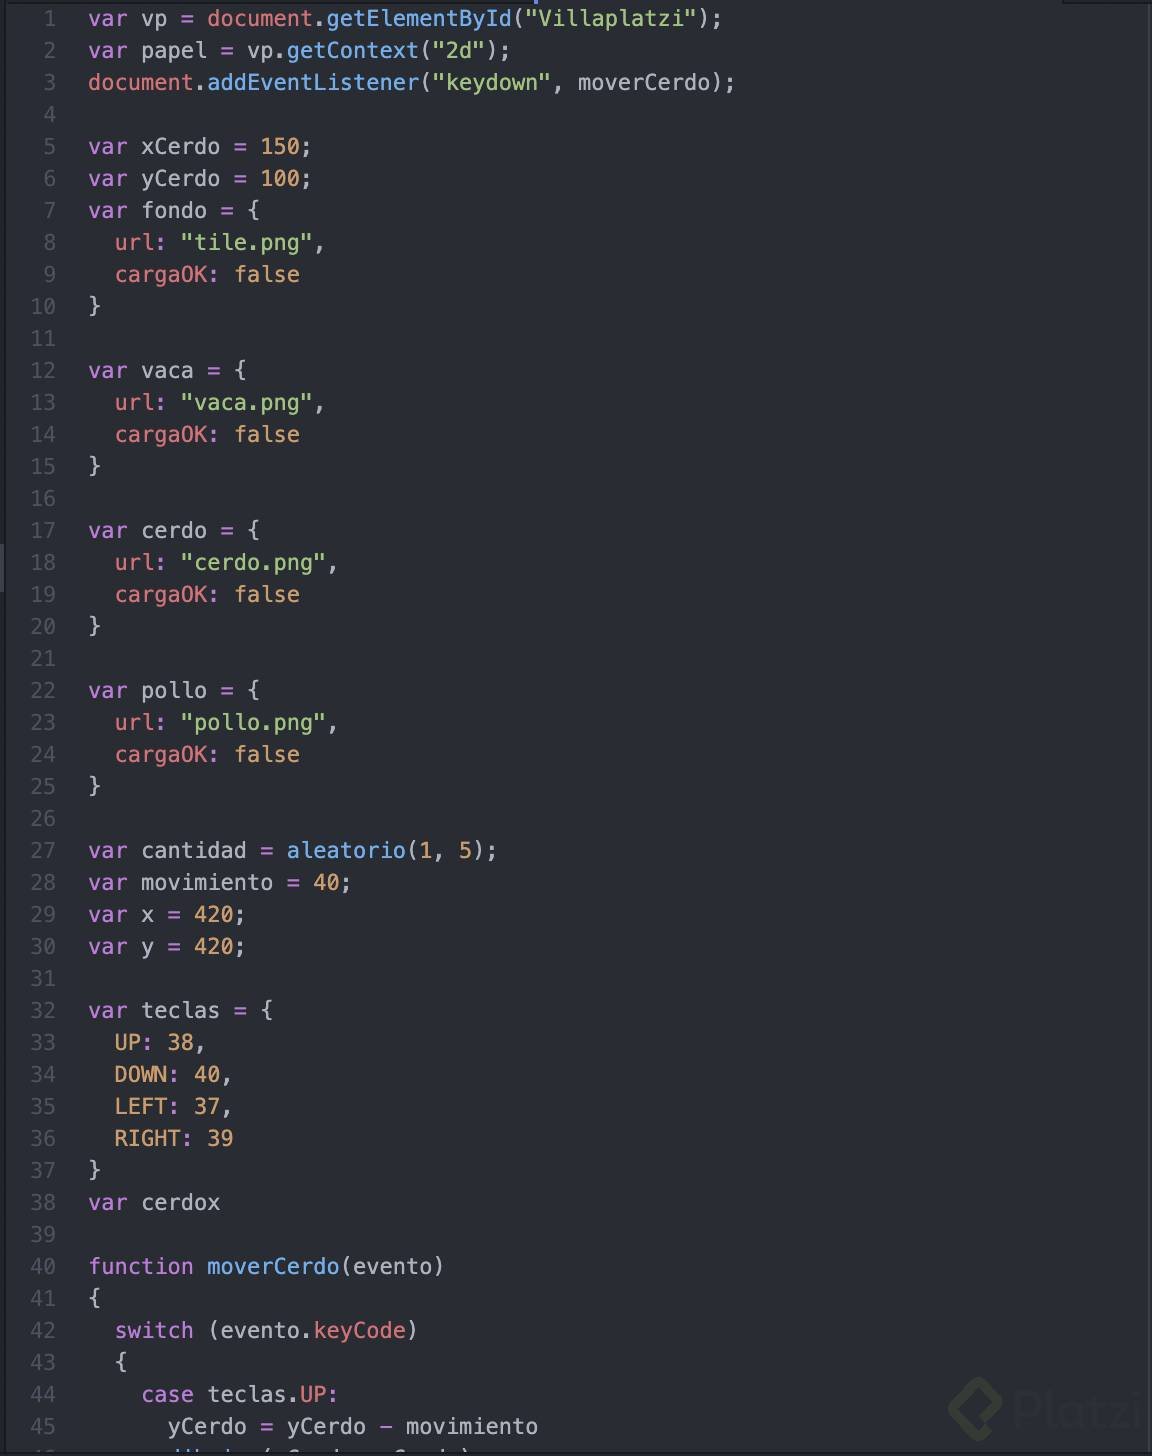 1 var vp = document.getElementById("Villaplatzi");
2 var papel = vp.getContext("2d");
3 document.addEventListener("keydown", moverCerdo);
4
5 var xCerdo = 150;
6 var yCerdo = 100;
7 var fondo = {
8 url: "tile.png",
9 cargaOK: false
10 }
11
12 var vaca = {
13 url: "vaca.png",
14 cargaOK: false
15 }
16
17 var cerdo = {
18 url: "cerdo.png",
19 cargaOK: false
20 }
21
22 var pollo = {
23 url: "pollo.png",
24 cargaOK: false
25 }
26
27 var cantidad = aleatorio(1, 5);
28 var movimiento = 40;
29 var x = 420;
30 var y = 420;
31
32 var teclas = {
33 UP: 38,
34 DOWN: 40,
35 LEFT: 37,
36 RIGHT: 39
37 }
38 var cerdox
39
40 function moverCerdo(evento)
41 {
42 switch (evento.keyCode)
43 {
44 case teclas.UP:
45 yCerdo = yCerdo - movimiento
Platzi